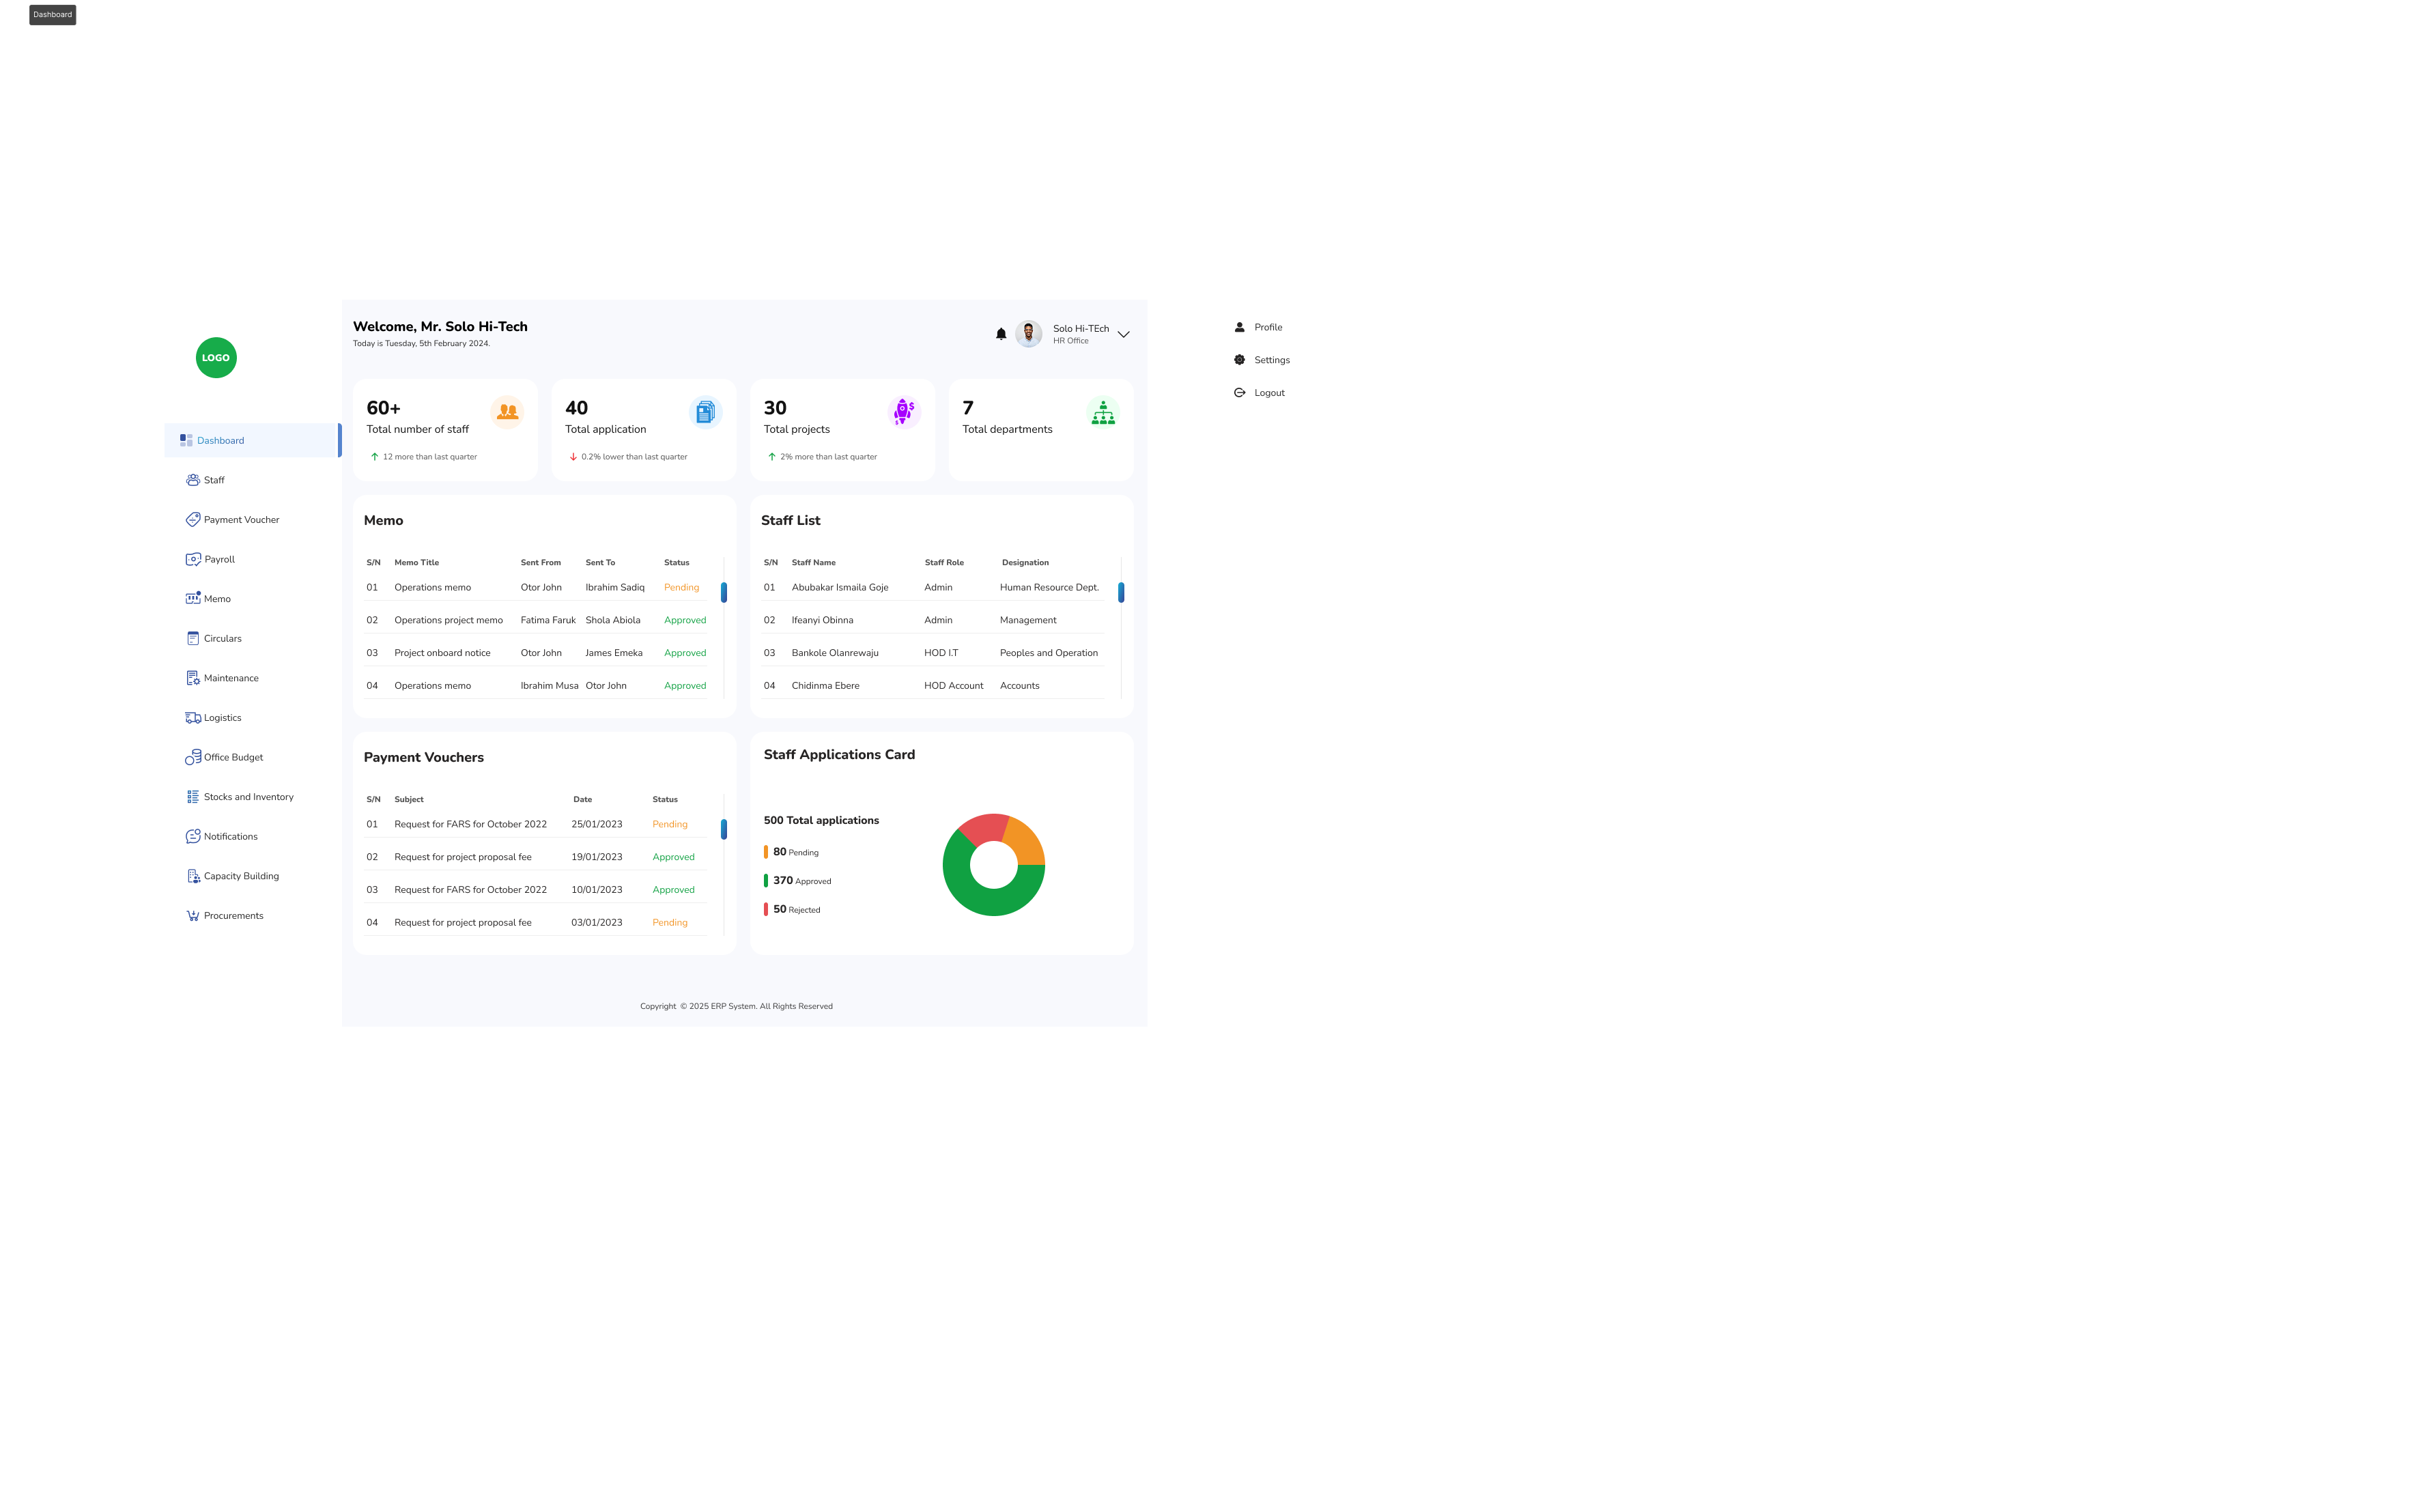 Dashboard
LOGO
Dashboard
Staff
Payment Voucher
Payroll
Memo
Circulars
Maintenance
Logistics
Office Budget
Stocks and Inventory
Notifications
Capacity Building
Procurements
Welcome, Mr. Solo Hi-Tech
Today is Tuesday, 5th February 2024.
Solo Hi-TEch
HR Office
60+
Total number of staff
12 more than last quarter
40
Total application
0.2% lower than last quarter
30
Total projects
2% more than last quarter
7
Total departments
Memo
S/N Memo Title Sent From Sent To Status
01 Operations memo Otor John Ibrahim Sadiq Pending
02 Operations project memo Fatima Faruk Shola Abiola Approved
03 Project onboard notice Otor John James Emeka Approved
04 Operations memo Ibrahim Musa Otor John Approved
Staff List
S/N Staff Name Staff Role Designation
01 Abubakar Ismaila Goje Admin Human Resource Dept.
02 Ifeanyi Obinna Admin Management
03 Bankole Olanrewaju HOD I.T Peoples and Operation
04 Chidinma Ebere HOD Account Accounts
Payment Vouchers
S/N Subject Date Status
01 Request for FARS for October 2022 25/01/2023 Pending
02 Request for project proposal fee 19/01/2023 Approved
03 Request for FARS for October 2022 10/01/2023 Approved
04 Request for project proposal fee 03/01/2023 Pending
Staff Applications Card
500 Total applications
80 Pending
370 Approved
50 Rejected
Copyright © 2025 ERP System. All Rights Reserved
Profile
Settings
Logout